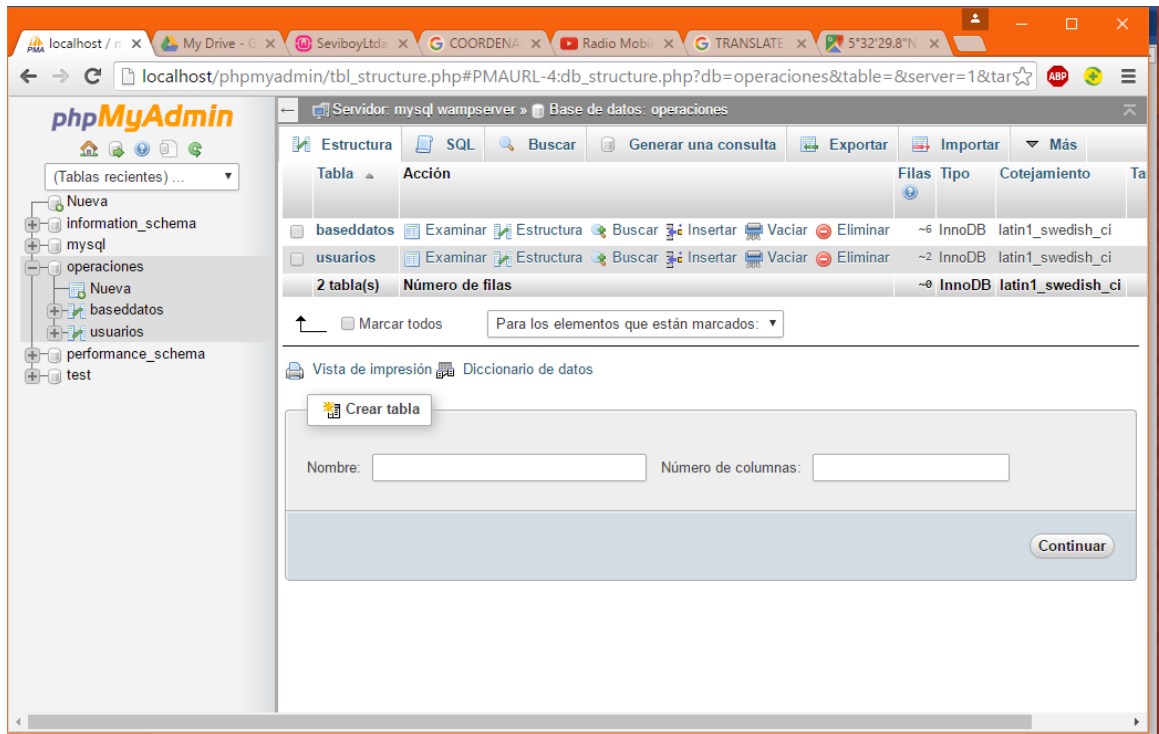 localhost / n
My Drive - G
SeviboyLtda
COORDENA
Radio Mobil
TRANSLATE
5°32'29.8"N
localhost/phpmyadmin/tbl_structure.php#PMAURL-4:db_structure.php?db=operaciones&table=&server=1&tar
ABP
phpMyAdmin
(Tablas recientes) ...
Nueva
information_schema
mysql
operaciones
Nueva
baseddatos
usuarios
performance_schema
test
Servidor: mysql wampserver » Base de datos: operaciones
Estructura SQL Buscar Generar una consulta Exportar Importar Más
Tabla Acción Filas Tipo Cotejamiento Ta
baseddatos Examinar Estructura Buscar Insertar Vaciar Eliminar ~6 InnoDB latin1_swedish_ci
usuarios Examinar Estructura Buscar Insertar Vaciar Eliminar ~2 InnoDB latin1_swedish_ci
2 tabla(s) Número de filas ~0 InnoDB latin1_swedish_ci
Marcar todos Para los elementos que están marcados:
Vista de impresión Diccionario de datos
Crear tabla
Nombre: Número de columnas:
Continuar